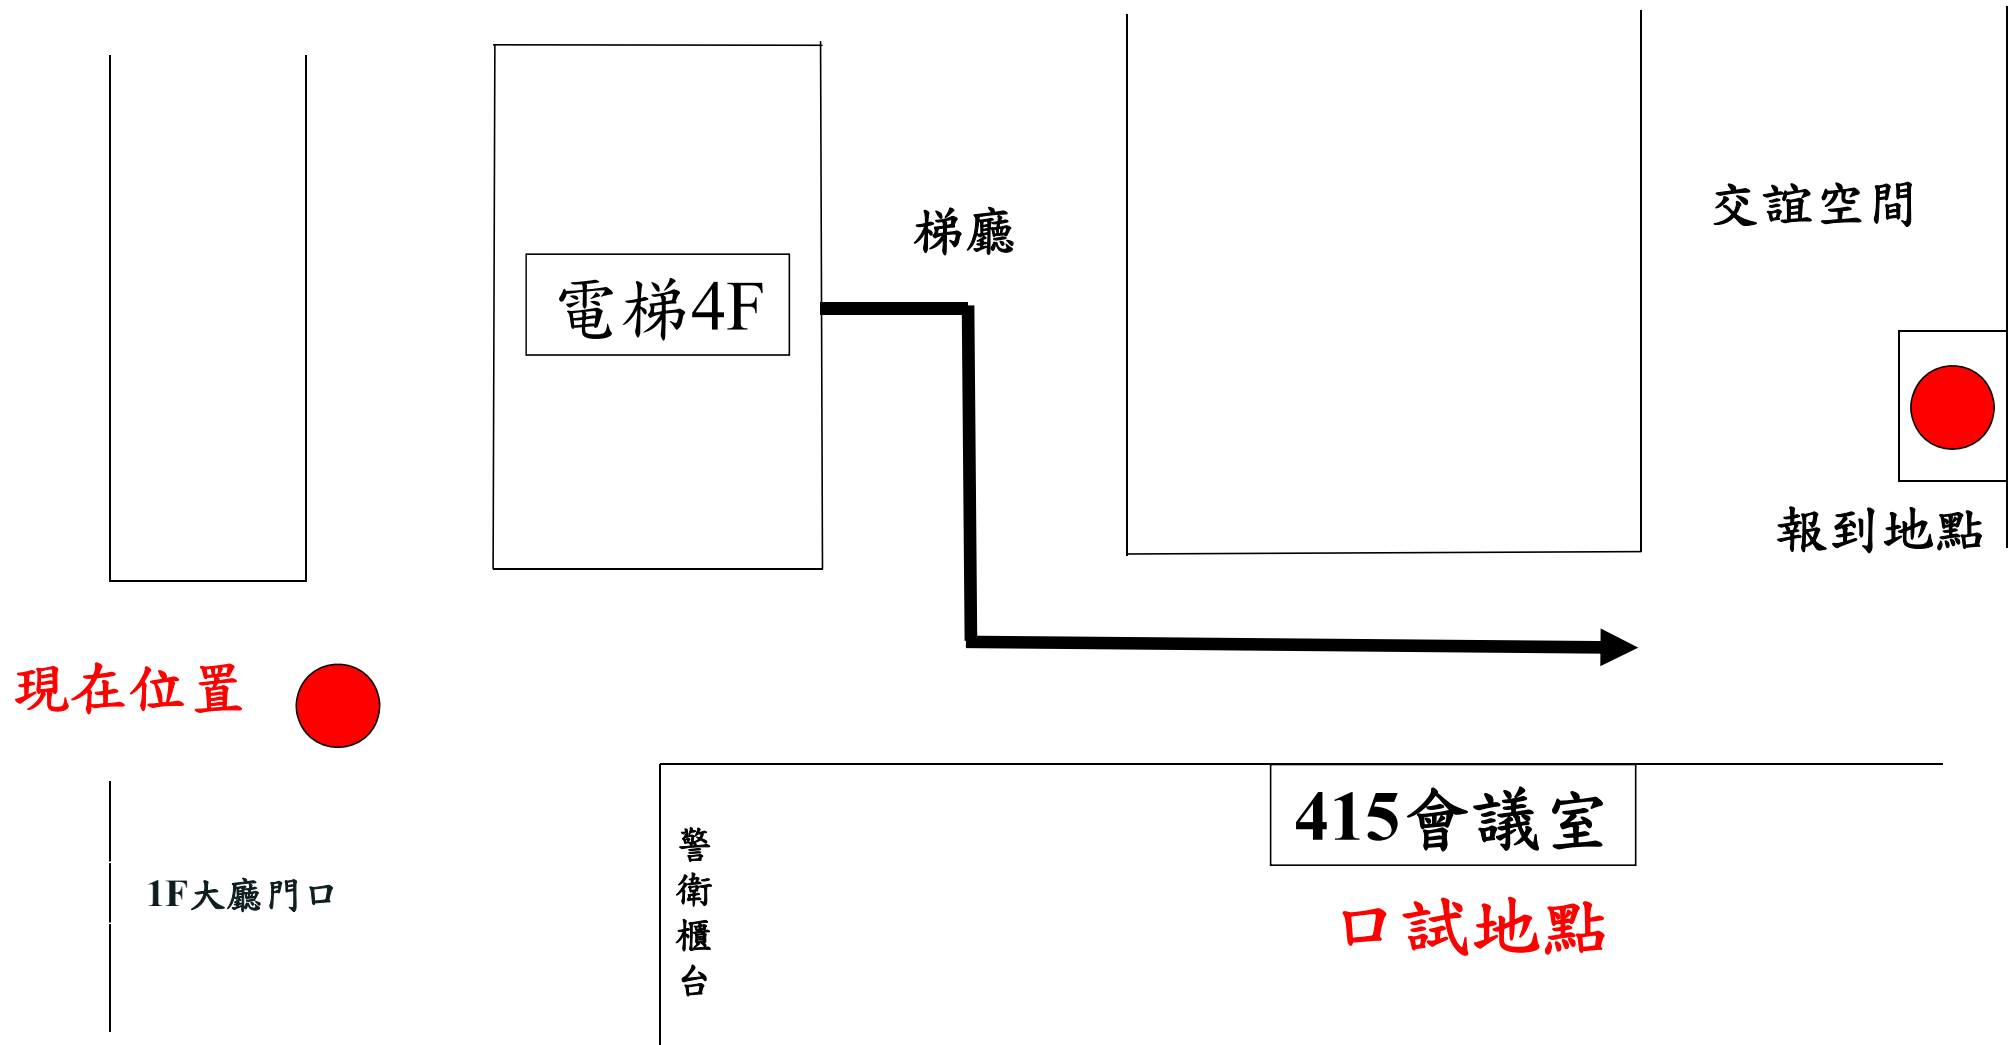 交誼空間
梯廳
電梯4F
報到地點
現在位置
415會議室
警衛櫃台
1F大廳門口
口試地點